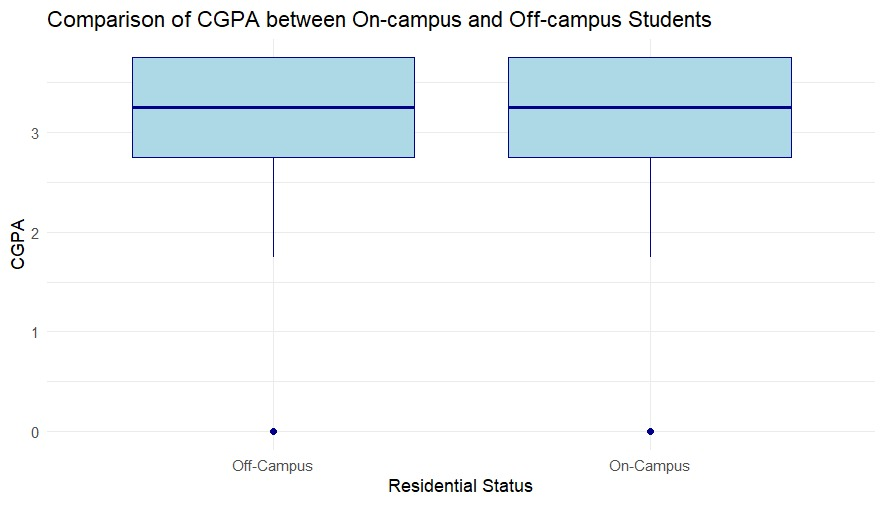 Comparison of CGPA between On-campus and Off-campus Students
CGPA
3
2
1
0
Off-Campus On-Campus
Residential Status